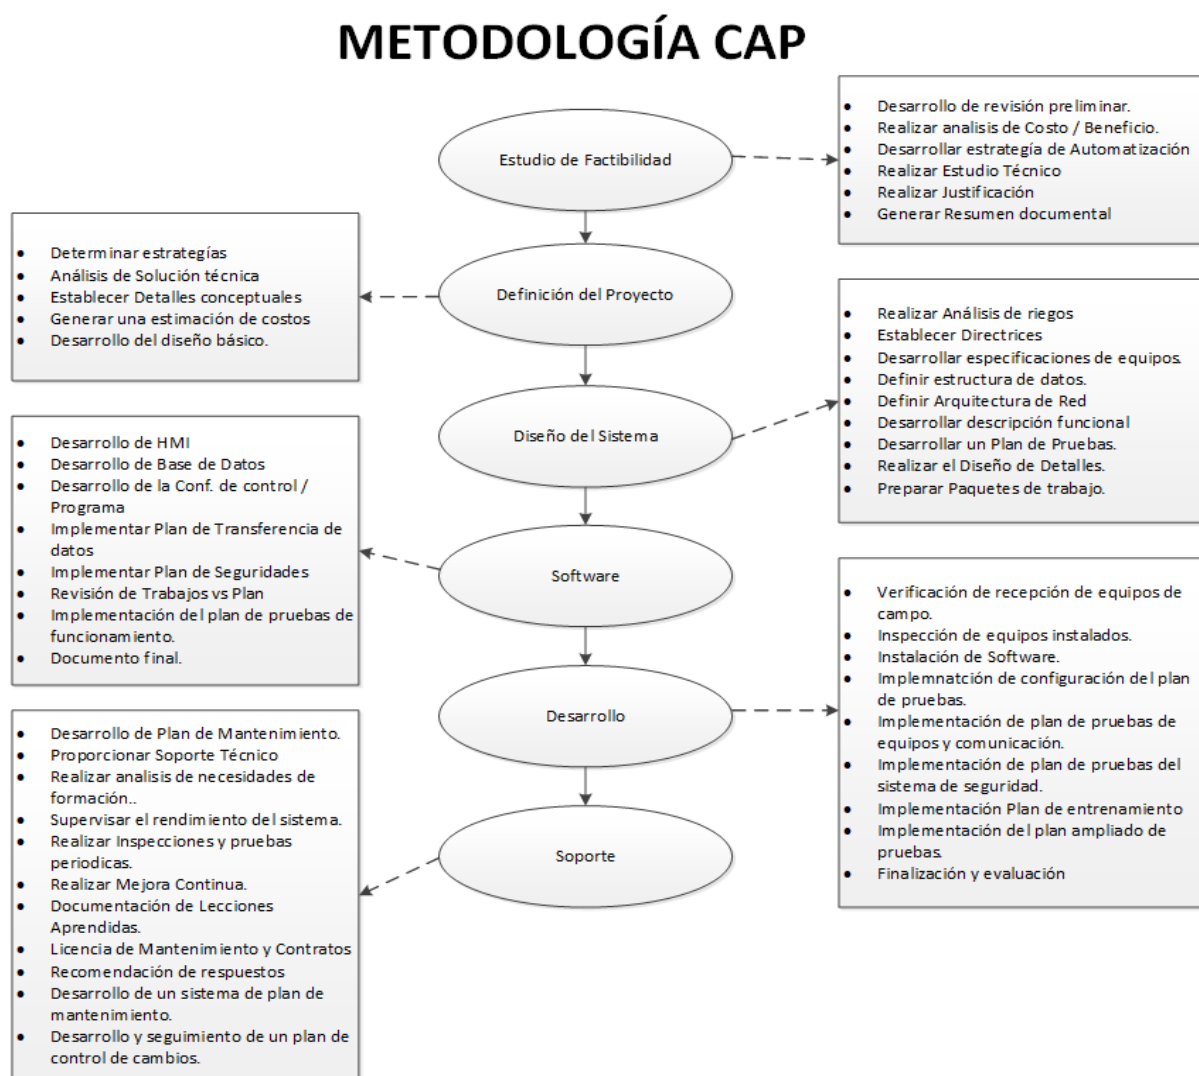 METODOLOGÍA CAP
Estudio de Factibilidad
• Desarrollo de revisión preliminar.
• Realizar analisis de Costo / Beneficio.
• Desarrollar estrategía de Automatización
• Realizar Estudio Técnico
• Realizar Justificación
• Generar Resumen documental
Definición del Proyecto
• Determinar estrategías
• Análisis de Solución técnica
• Establecer Detalles conceptuales
• Generar una estimación de costos
• Desarrollo del diseño básico.
Diseño del Sistema
• Realizar Análisis de riegos
• Establecer Directrices
• Desarrollar especificaciones de equipos.
• Definir estructura de datos.
• Definir Arquitectura de Red
• Desarrollar descripción funcional
• Desarrollar un Plan de Pruebas.
• Realizar el Diseño de Detalles.
• Preparar Paquetes de trabajo.
Software
• Desarrollo de HMI
• Desarrollo de Base de Datos
• Desarrollo de la Conf. de control /
Programa
• Implementar Plan de Transferencia de
datos
• Implementar Plan de Seguridades
• Revisión de Trabajos vs Plan
• Implementación del plan de pruebas de
funcionamiento.
• Documento final.
Desarrollo
• Verificación de recepción de equipos de
campo.
• Inspección de equipos instalados.
• Instalación de Software.
• Implemnatción de configuración del plan
de pruebas.
• Implementación de plan de pruebas de
equipos y comunicación.
• Implementación de plan de pruebas del
sistema de seguridad.
• Implementación Plan de entrenamiento
• Implementación del plan ampliado de
pruebas.
• Finalización y evaluación
Soporte
• Desarrollo de Plan de Mantenimiento.
• Proporcionar Soporte Técnico
• Realizar analisis de necesidades de
formación..
• Supervisar el rendimiento del sistema.
• Realizar Inspecciones y pruebas
periodicas.
• Realizar Mejora Continua.
• Documentación de Lecciones
Aprendidas.
• Licencia de Mantenimiento y Contratos
• Recomendación de respuestos
• Desarrollo de un sistema de plan de
mantenimiento.
• Desarrollo y seguimiento de un plan de
control de cambios.